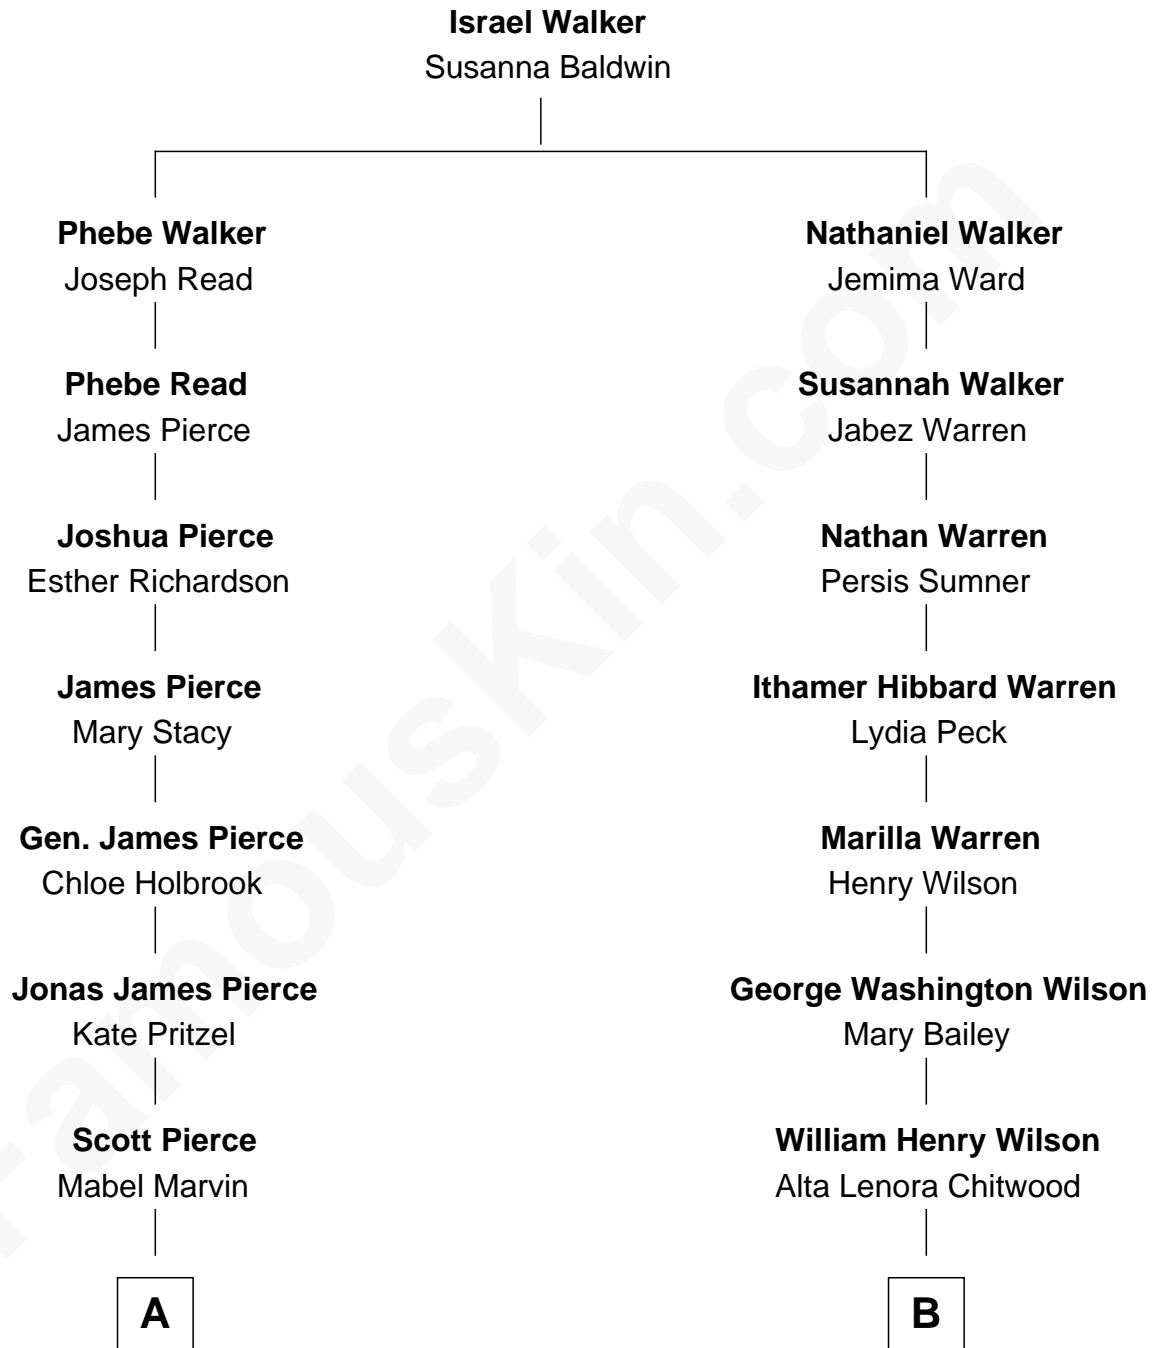 Israel Walker
Susanna Baldwin
Phebe Walker
Joseph Read
Phebe Read
James Pierce
Joshua Pierce
Esther Richardson
James Pierce
Mary Stacy
Gen. James Pierce
Chloe Holbrook
Jonas James Pierce
Kate Pritzel
Scott Pierce
Mabel Marvin
A
Nathaniel Walker
Jemima Ward
Susannah Walker
Jabez Warren
Nathan Warren
Persis Sumner
Ithamer Hibbard Warren
Lydia Peck
Marilla Warren
Henry Wilson
George Washington Wilson
Mary Bailey
William Henry Wilson
Alta Lenora Chitwood
B
FamousKin.com